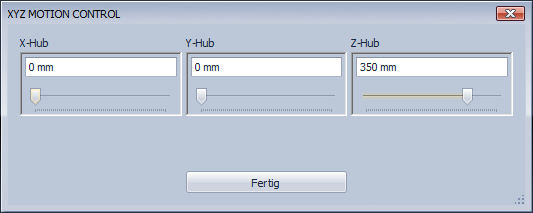 XYZ MOTION CONTROL
X-Hub Y-Hub Z-Hub
0 mm 0 mm 350 mm
Fertig